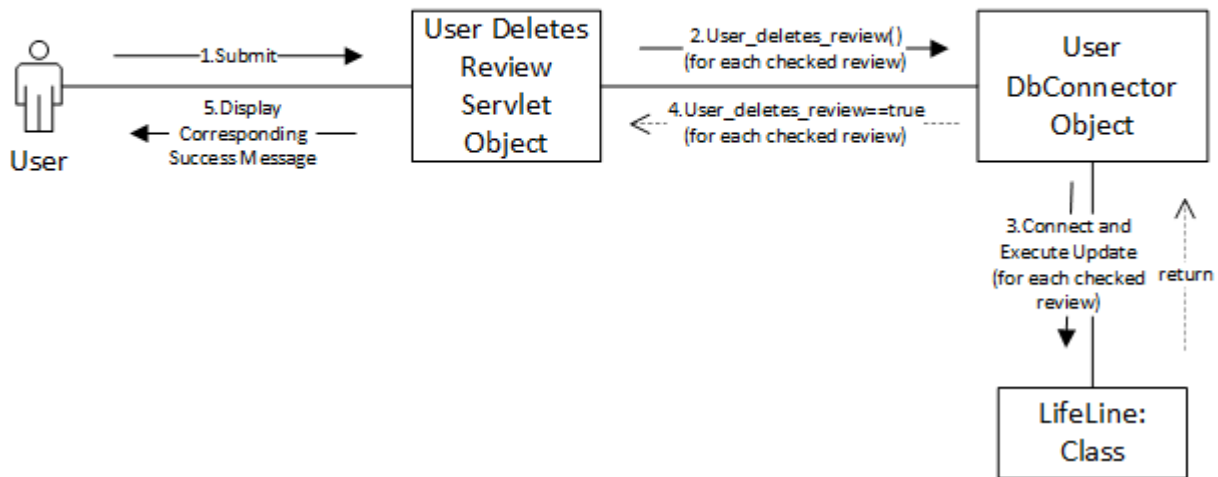 User Deletes
Review
Servlet
Object
User
DbConnector
Object
1.Submit
2.User_deletes_review()
(for each checked review)
5.Display
Corresponding
Success Message
4.User_deletes_review==true
(for each checked review)
User
3.Connect and
Execute Update
(for each checked
review)
return
LifeLine:
Class